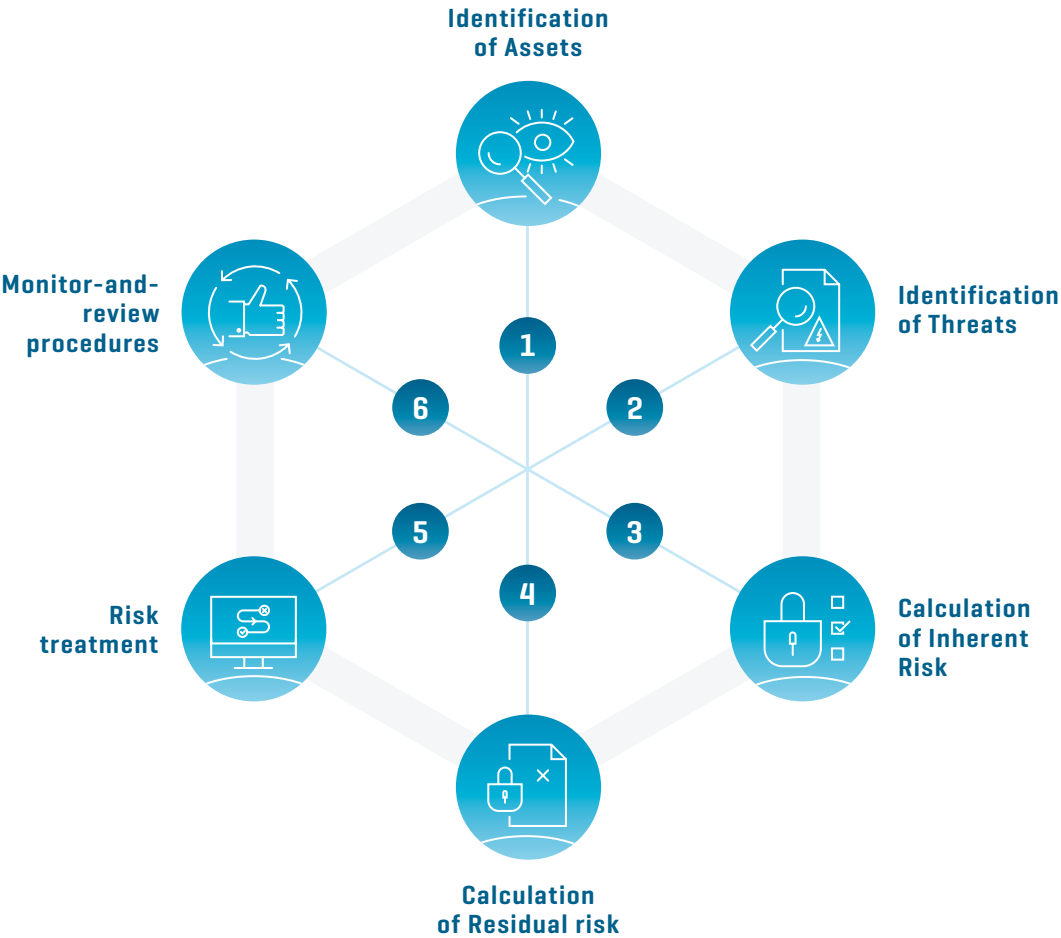 Identification
of Assets
1
Identification
of Threats
2
Calculation
of Inherent
Risk
3
Calculation
of Residual risk
4
Risk
treatment
5
Monitor-and-
review
procedures
6